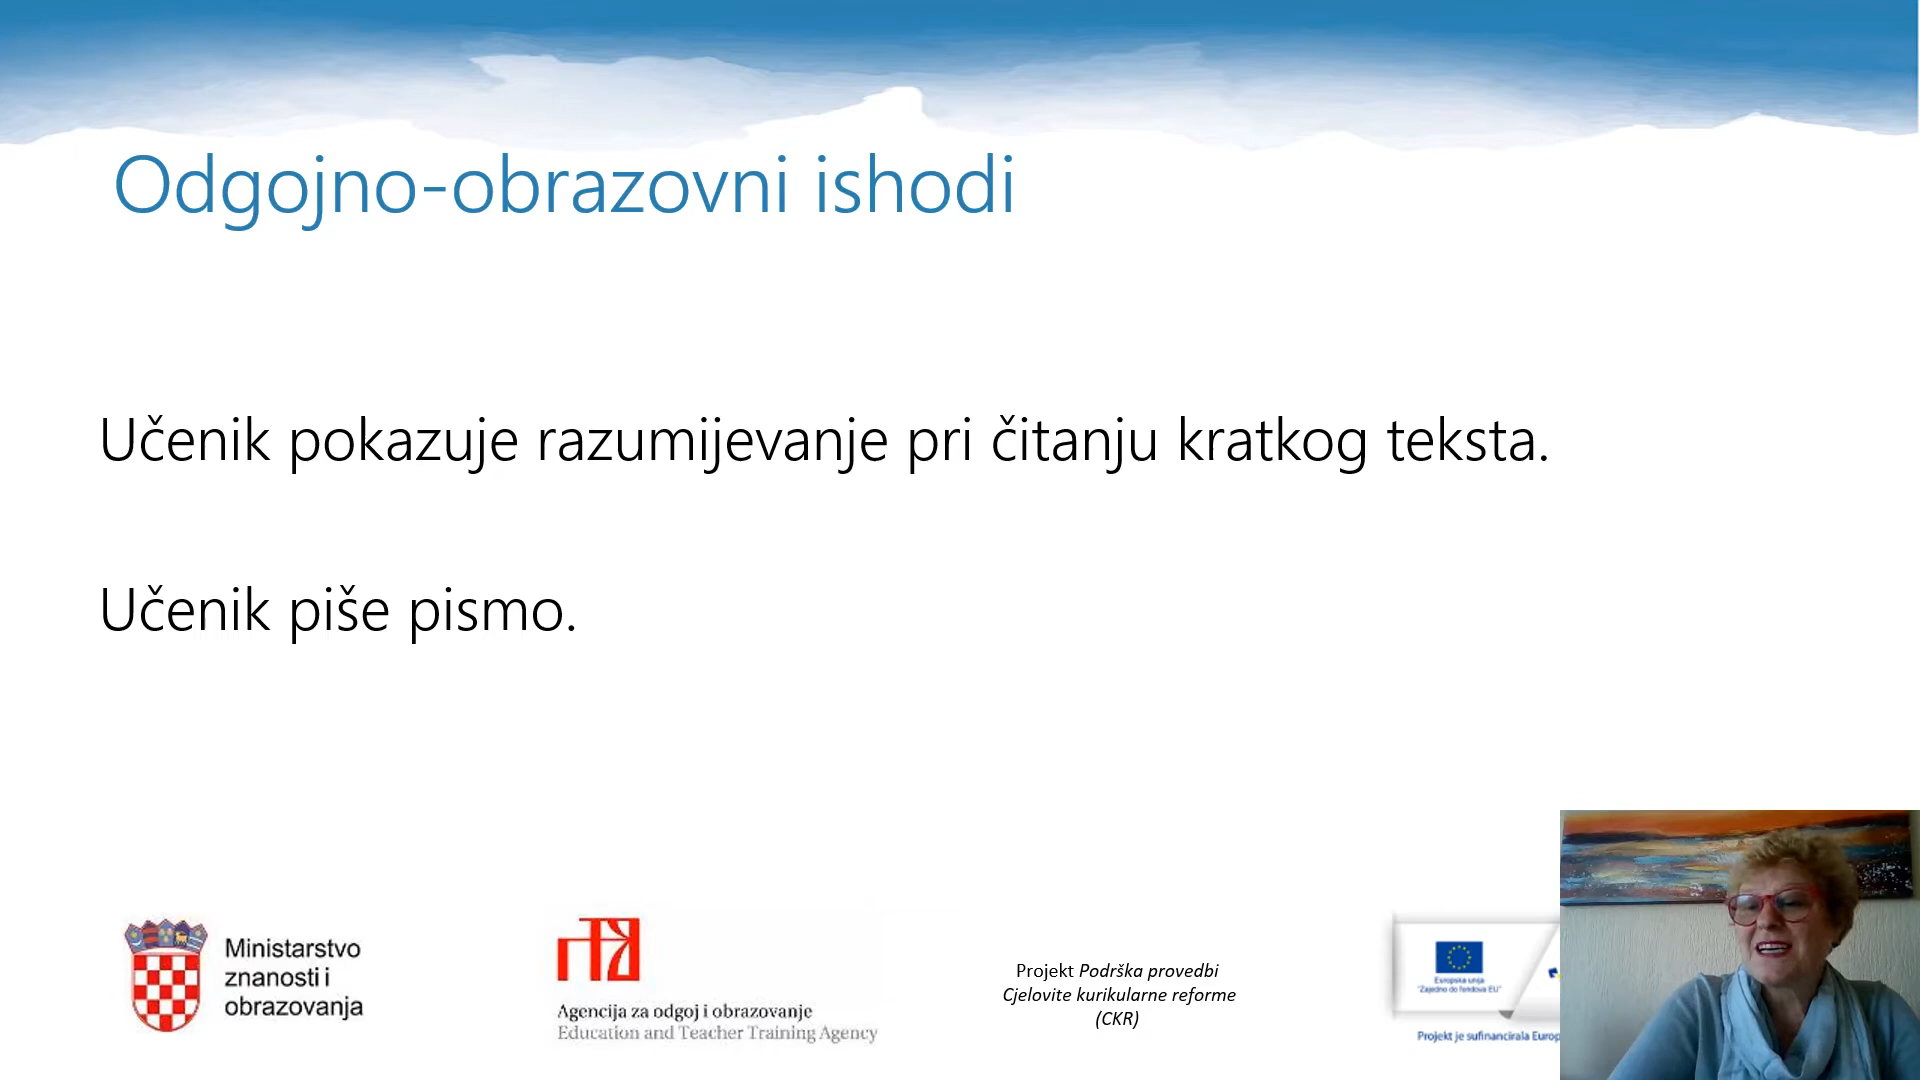 Odgojno-obrazovni ishodi
Učenik pokazuje razumijevanje pri čitanju kratkog teksta.
Učenik piše pismo.
Ministarstvo
znanosti i
obrazovanja
Agencija za odgoj i obrazovanje
Education and Teacher Training Agency
Projekt Podrška provedbi
Cjelovite kurikularne reforme
(CKR)
Europska unija
"Zajedno do fondova EU"
Projekt je sufinancirala Europ